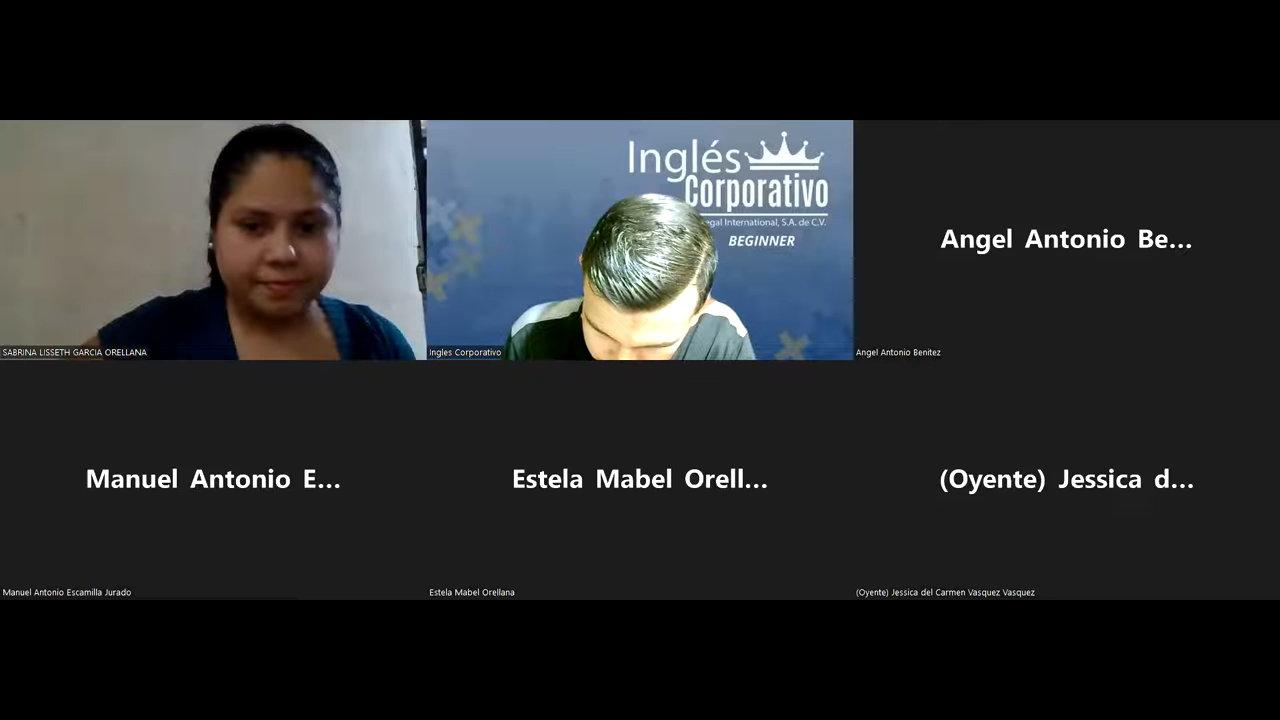 Inglés
Corporativo
egal International, S.A. de C.V.
BEGINNER
SABRINA LISSETH GARCIA ORELLANA
Ingles Corporativo
Angel Antonio Be...
Angel Antonio Benitez
Manuel Antonio E...
Manuel Antonio Escamilla Jurado
Estela Mabel Orell...
Estela Mabel Orellana
(Oyente) Jessica d...
(Oyente) Jessica del Carmen Vasquez Vasquez